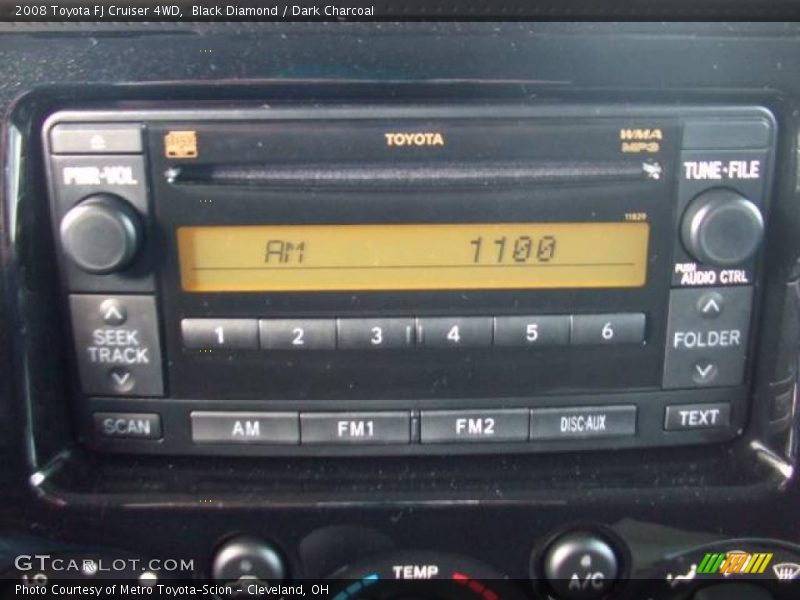 2008 Toyota FJ Cruiser 4WD,  Black Diamond / Dark Charcoal
TOYOTA
WMA
MP3
PWR·VOL
TUNE·FILE
11829
AM 1100
PUSH
AUDIO CTRL
1 2 3 4 5 6
SEEK
TRACK
FOLDER
SCAN
AM FM1 FM2 DISC·AUX
TEXT
TEMP
LO
A/C
GTCARLOT.COM
Photo Courtesy of Metro Toyota-Scion - Cleveland, OH